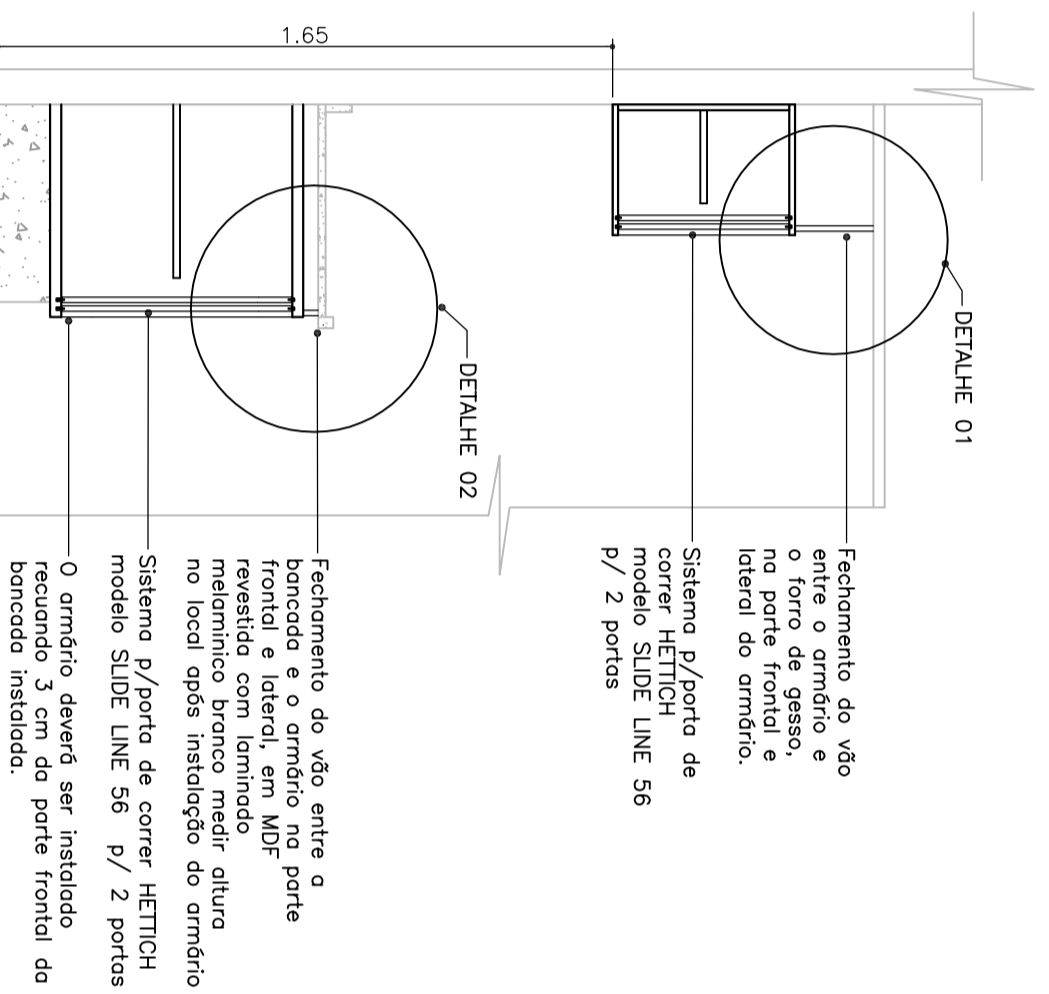 1.65
DETALHE 01
Fechamento do vão
entre o armário e
o forro de gesso,
na parte frontal e
lateral do armário.
Sistema p/porta de
correr HETTICH
modelo SLIDE LINE 56
p/ 2 portas
DETALHE 02
Fechamento do vão entre a
bancada e o armário na parte
frontal e lateral, em MDF
revestida com laminado
melaminico branco medir altura
no local após instalação do armário
Sistema p/porta de correr HETTICH
modelo SLIDE LINE 56 p/ 2 portas
O armário deverá ser instalado
recuando 3 cm da parte frontal da
bancada instalada.